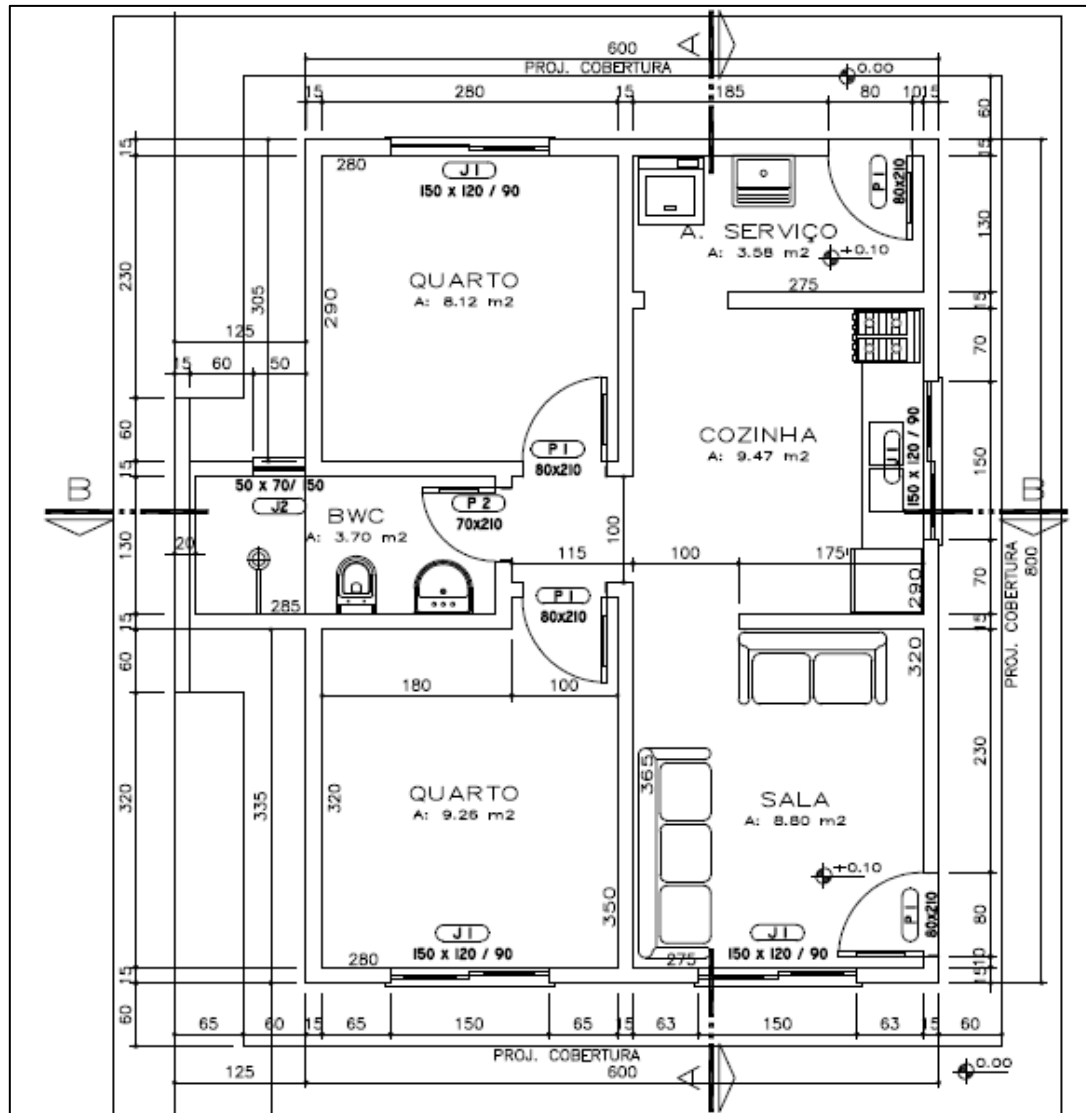 A
600
PROJ. COBERTURA
0.00
15
280
15
185
80
10
15
60
15
15
280
J1
150 x 120 / 90
P1
80x210
A. SERVIÇO
A: 3.58 m2
+0.10
130
275
QUARTO
A: 8.12 m2
230
305
290
15
125
70
15
60
50
COZINHA
A: 9.47 m2
J1
150 x 120 / 90
150
60
P1
80x210
15
B
50 x 70/ 150
J2
BWC
A: 3.70 m2
P2
70x210
100
B
130
20
115
100
175
290
70
PROJ. COBERTURA
800
285
P1
80x210
15
15
60
320
180
100
365
230
320
335
320
QUARTO
A: 9.26 m2
SALA
A: 8.80 m2
+0.10
350
P1
80x210
80
J1
150 x 120 / 90
J1
150 x 120 / 90
280
275
10
15
15
60
65
60
15
65
150
65
15
63
150
63
15
60
PROJ. COBERTURA
125
600
A
0.00